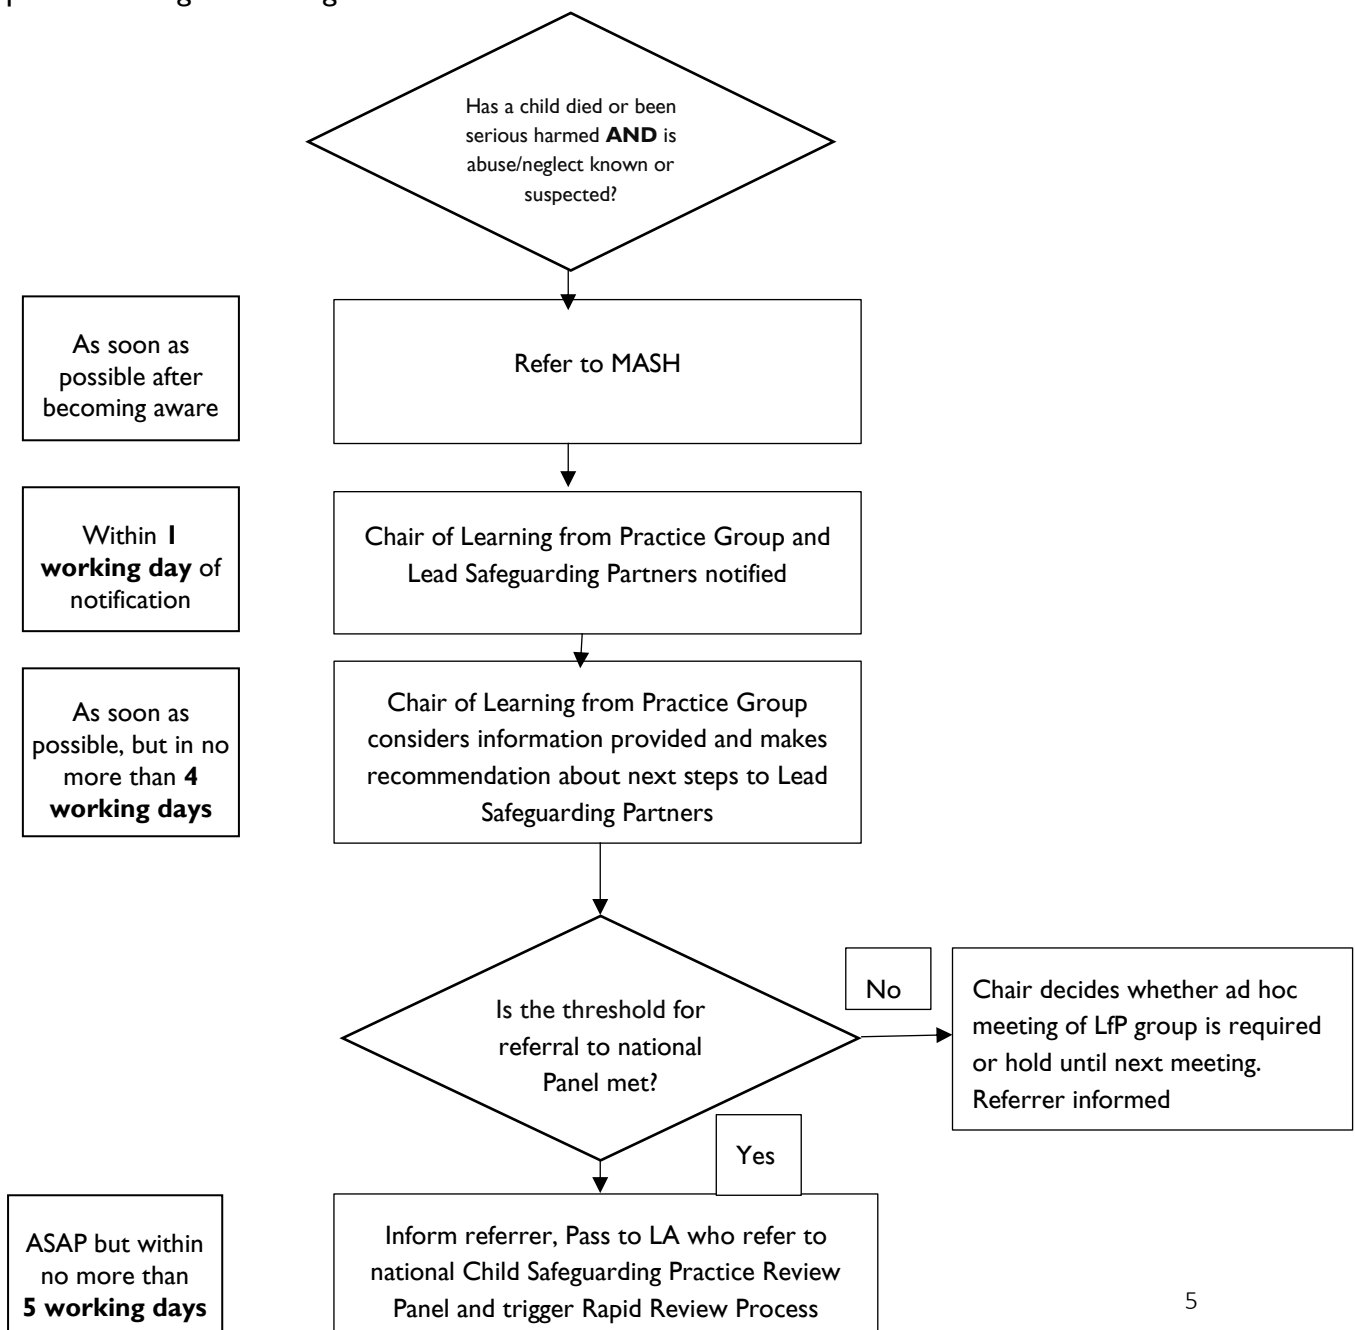 Has a child died or been
serious harmed AND is
abuse/neglect known or
suspected?
As soon as
possible after
becoming aware
Refer to MASH
Within 1
working day of
notification
Chair of Learning from Practice Group and
Lead Safeguarding Partners notified
As soon as
possible, but in no
more than 4
working days
Chair of Learning from Practice Group
considers information provided and makes
recommendation about next steps to Lead
Safeguarding Partners
Is the threshold for
referral to national
Panel met?
No
Chair decides whether ad hoc
meeting of LfP group is required
or hold until next meeting.
Referrer informed
Yes
ASAP but within
no more than
5 working days
Inform referrer, Pass to LA who refer to
national Child Safeguarding Practice Review
Panel and trigger Rapid Review Process
5